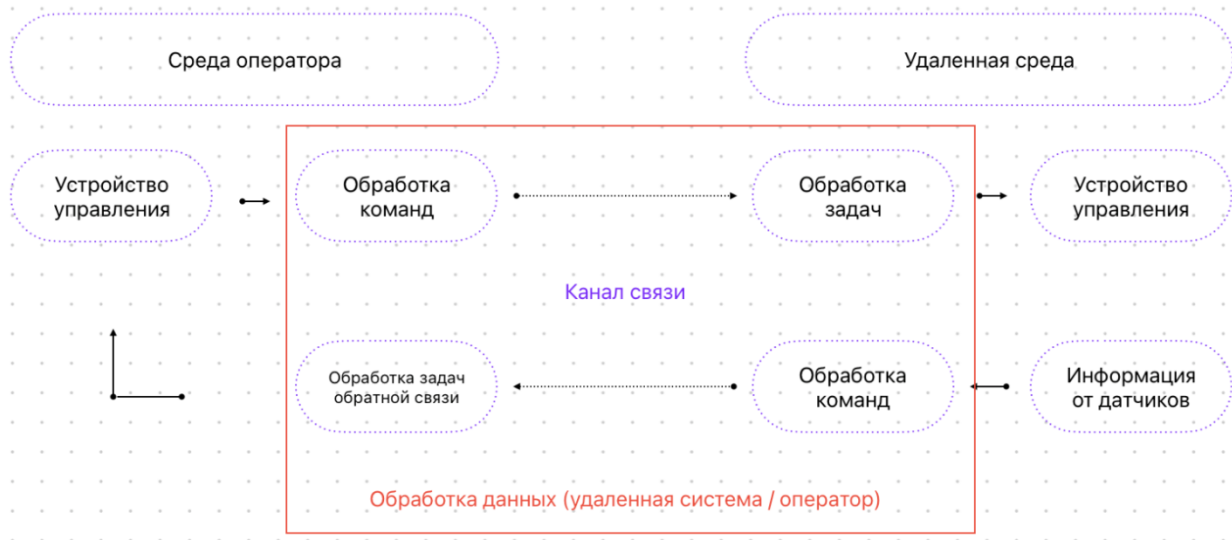 Среда оператора
Удаленная среда
Устройство
управления
Обработка
команд
Обработка
задач
Устройство
управления
Канал связи
Обработка задач
обратной связи
Обработка
команд
Информация
от датчиков
Обработка данных (удаленная система / оператор)